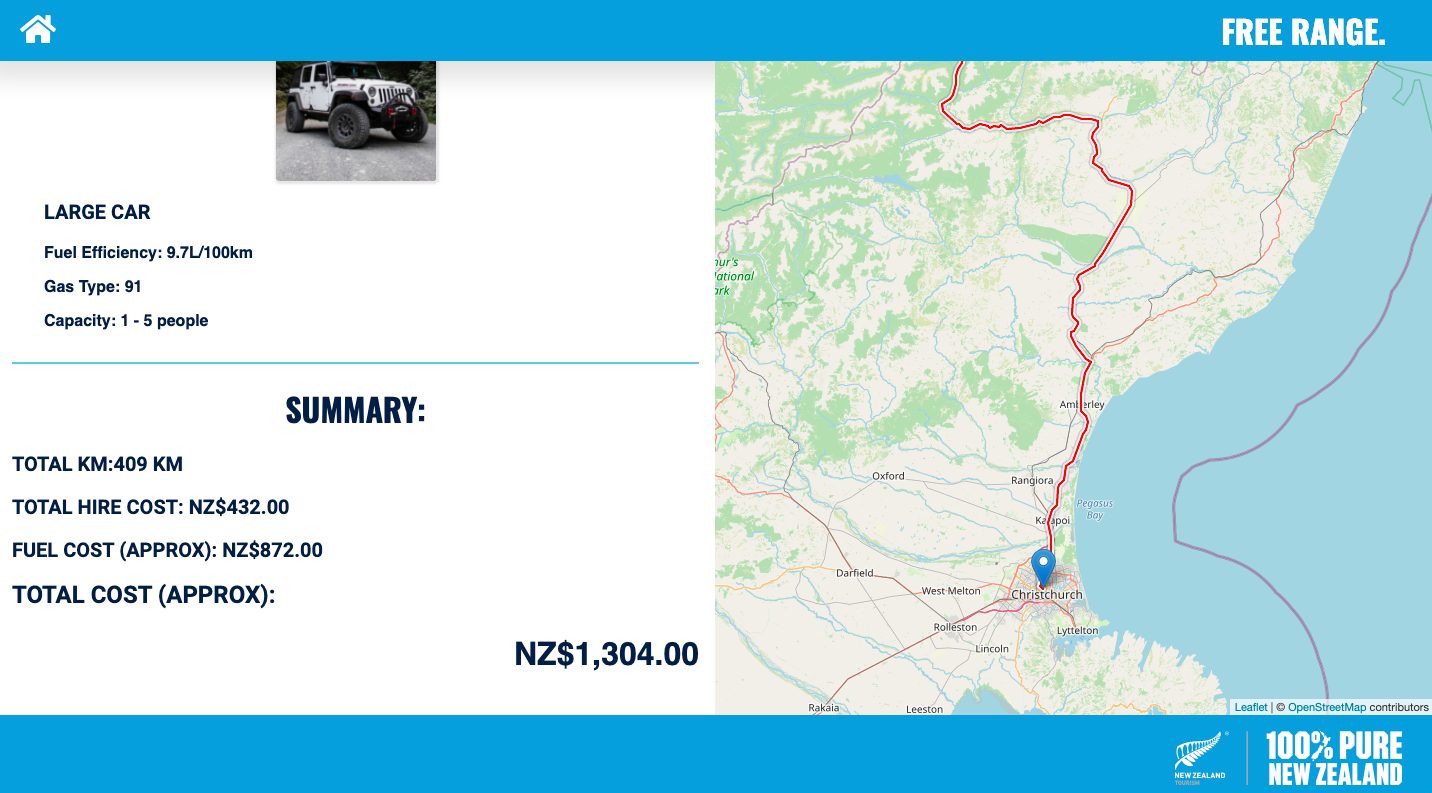 FREE RANGE.
LARGE CAR
Fuel Efficiency: 9.7L/100km
Gas Type: 91
Capacity: 1 - 5 people
SUMMARY:
TOTAL KM:409 KM
TOTAL HIRE COST: NZ$432.00
FUEL COST (APPROX): NZ$872.00
TOTAL COST (APPROX):
NZ$1,304.00
hur's
ational
ark
Amberley
Oxford
Rangiora
Pegasus
Bay
Kaiapoi
Darfield
West Melton
Christchurch
Rolleston
Lyttelton
Lincoln
Rakaia
Leeston
Leaflet | © OpenStreetMap contributors
NEW ZEALAND
TOURISM
100% PURE
NEW ZEALAND